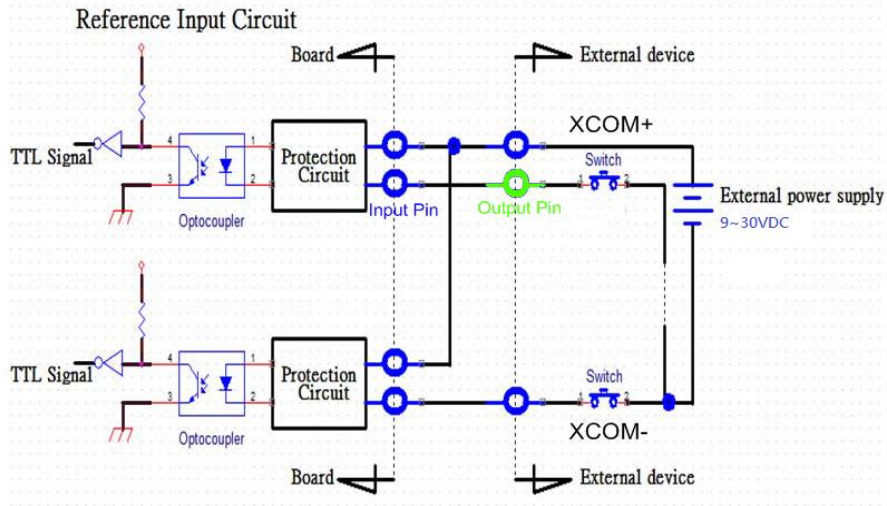 Reference Input Circuit
Board
External device
XCOM+
TTL Signal
4
1
3
2
Optocoupler
Protection
Circuit
Input Pin
Output Pin
Switch
1
2
External power supply
9~30VDC
TTL Signal
4
1
3
2
Optocoupler
Protection
Circuit
Switch
1
2
XCOM-
Board
External device